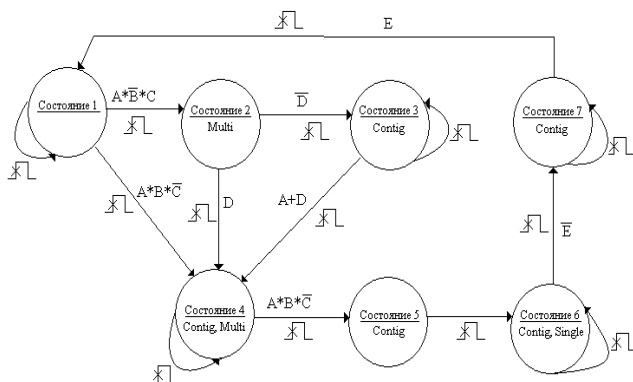 E
Состояние 1
A*B̅*C
Состояние 2
Multi
D̅
Состояние 3
Contig
Состояние 7
Contig
A*B*C̅
D
A+D
E̅
Состояние 4
Contig, Multi
A*B*C̅
Состояние 5
Contig
Состояние 6
Contig, Single